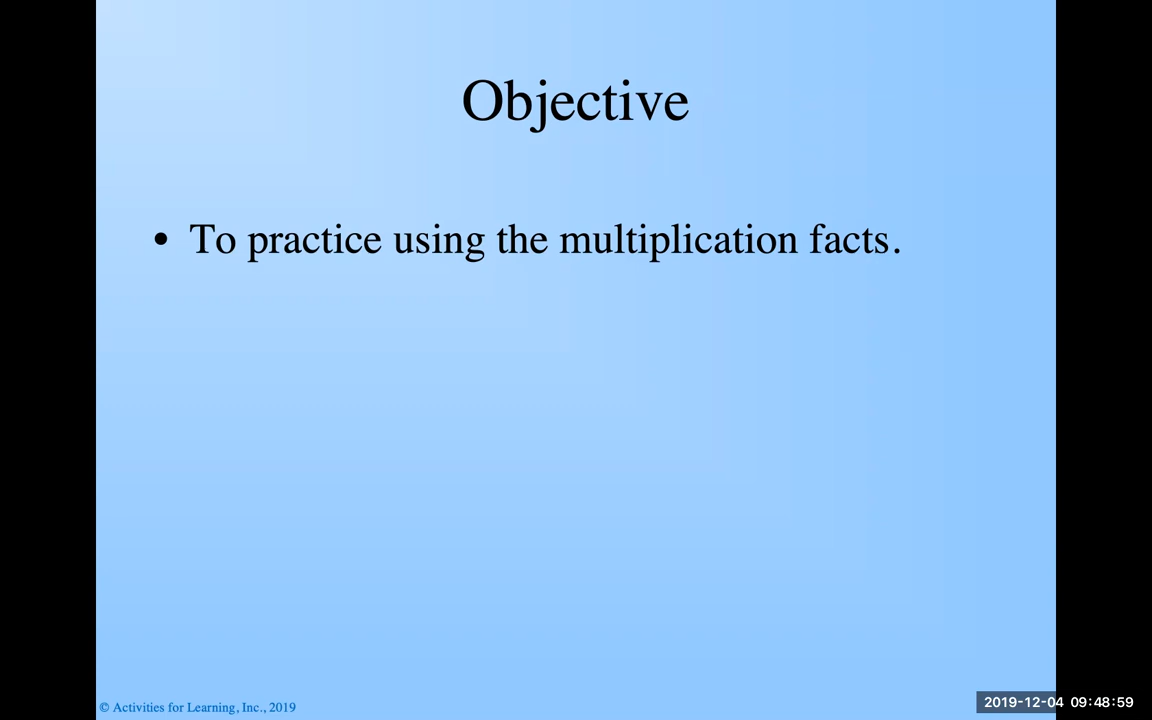 Objective
• To practice using the multiplication facts.
© Activities for Learning, Inc., 2019
2019-12-04 09:48:59